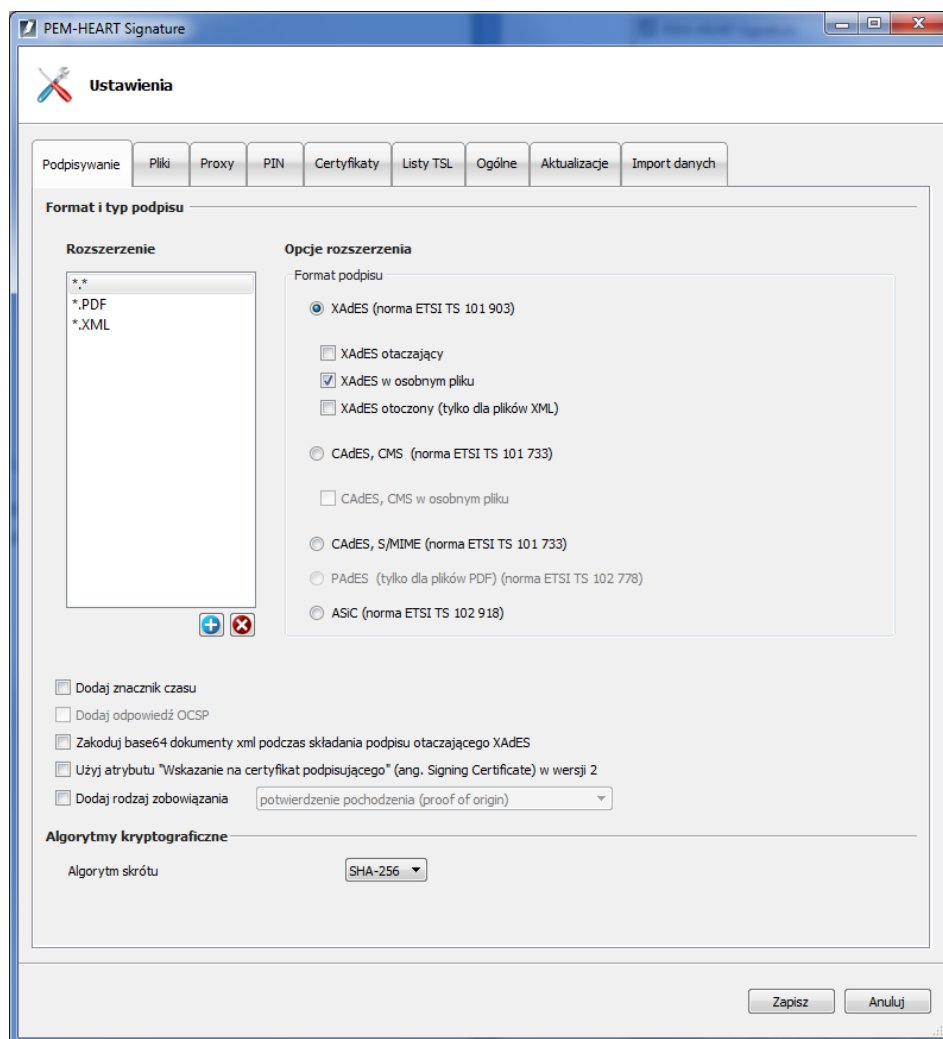 PEM-HEART Signature
Ustawienia
Podpisywanie Pliki Proxy PIN Certyfikaty Listy TSL Ogólne Aktualizacje Import danych
Format i typ podpisu
Rozszerzenie
*.*
*.PDF
*.XML
Opcje rozszerzenia
Format podpisu
XAdES (norma ETSI TS 101 903)
XAdES otaczający
XAdES w osobnym pliku
XAdES otoczony (tylko dla plików XML)
CAdES, CMS (norma ETSI TS 101 733)
CAdES, CMS w osobnym pliku
CAdES, S/MIME (norma ETSI TS 101 733)
PAdES (tylko dla plików PDF) (norma ETSI TS 102 778)
ASiC (norma ETSI TS 102 918)
Dodaj znacznik czasu
Dodaj odpowiedź OCSP
Zakoduj base64 dokumenty xml podczas składania podpisu otaczającego XAdES
Użyj atrybutu "Wskazanie na certyfikat podpisującego" (ang. Signing Certificate) w wersji 2
Dodaj rodzaj zobowiązania potwierdzenie pochodzenia (proof of origin)
Algorytmy kryptograficzne
Algorytm skrótu SHA-256
Zapisz Anuluj